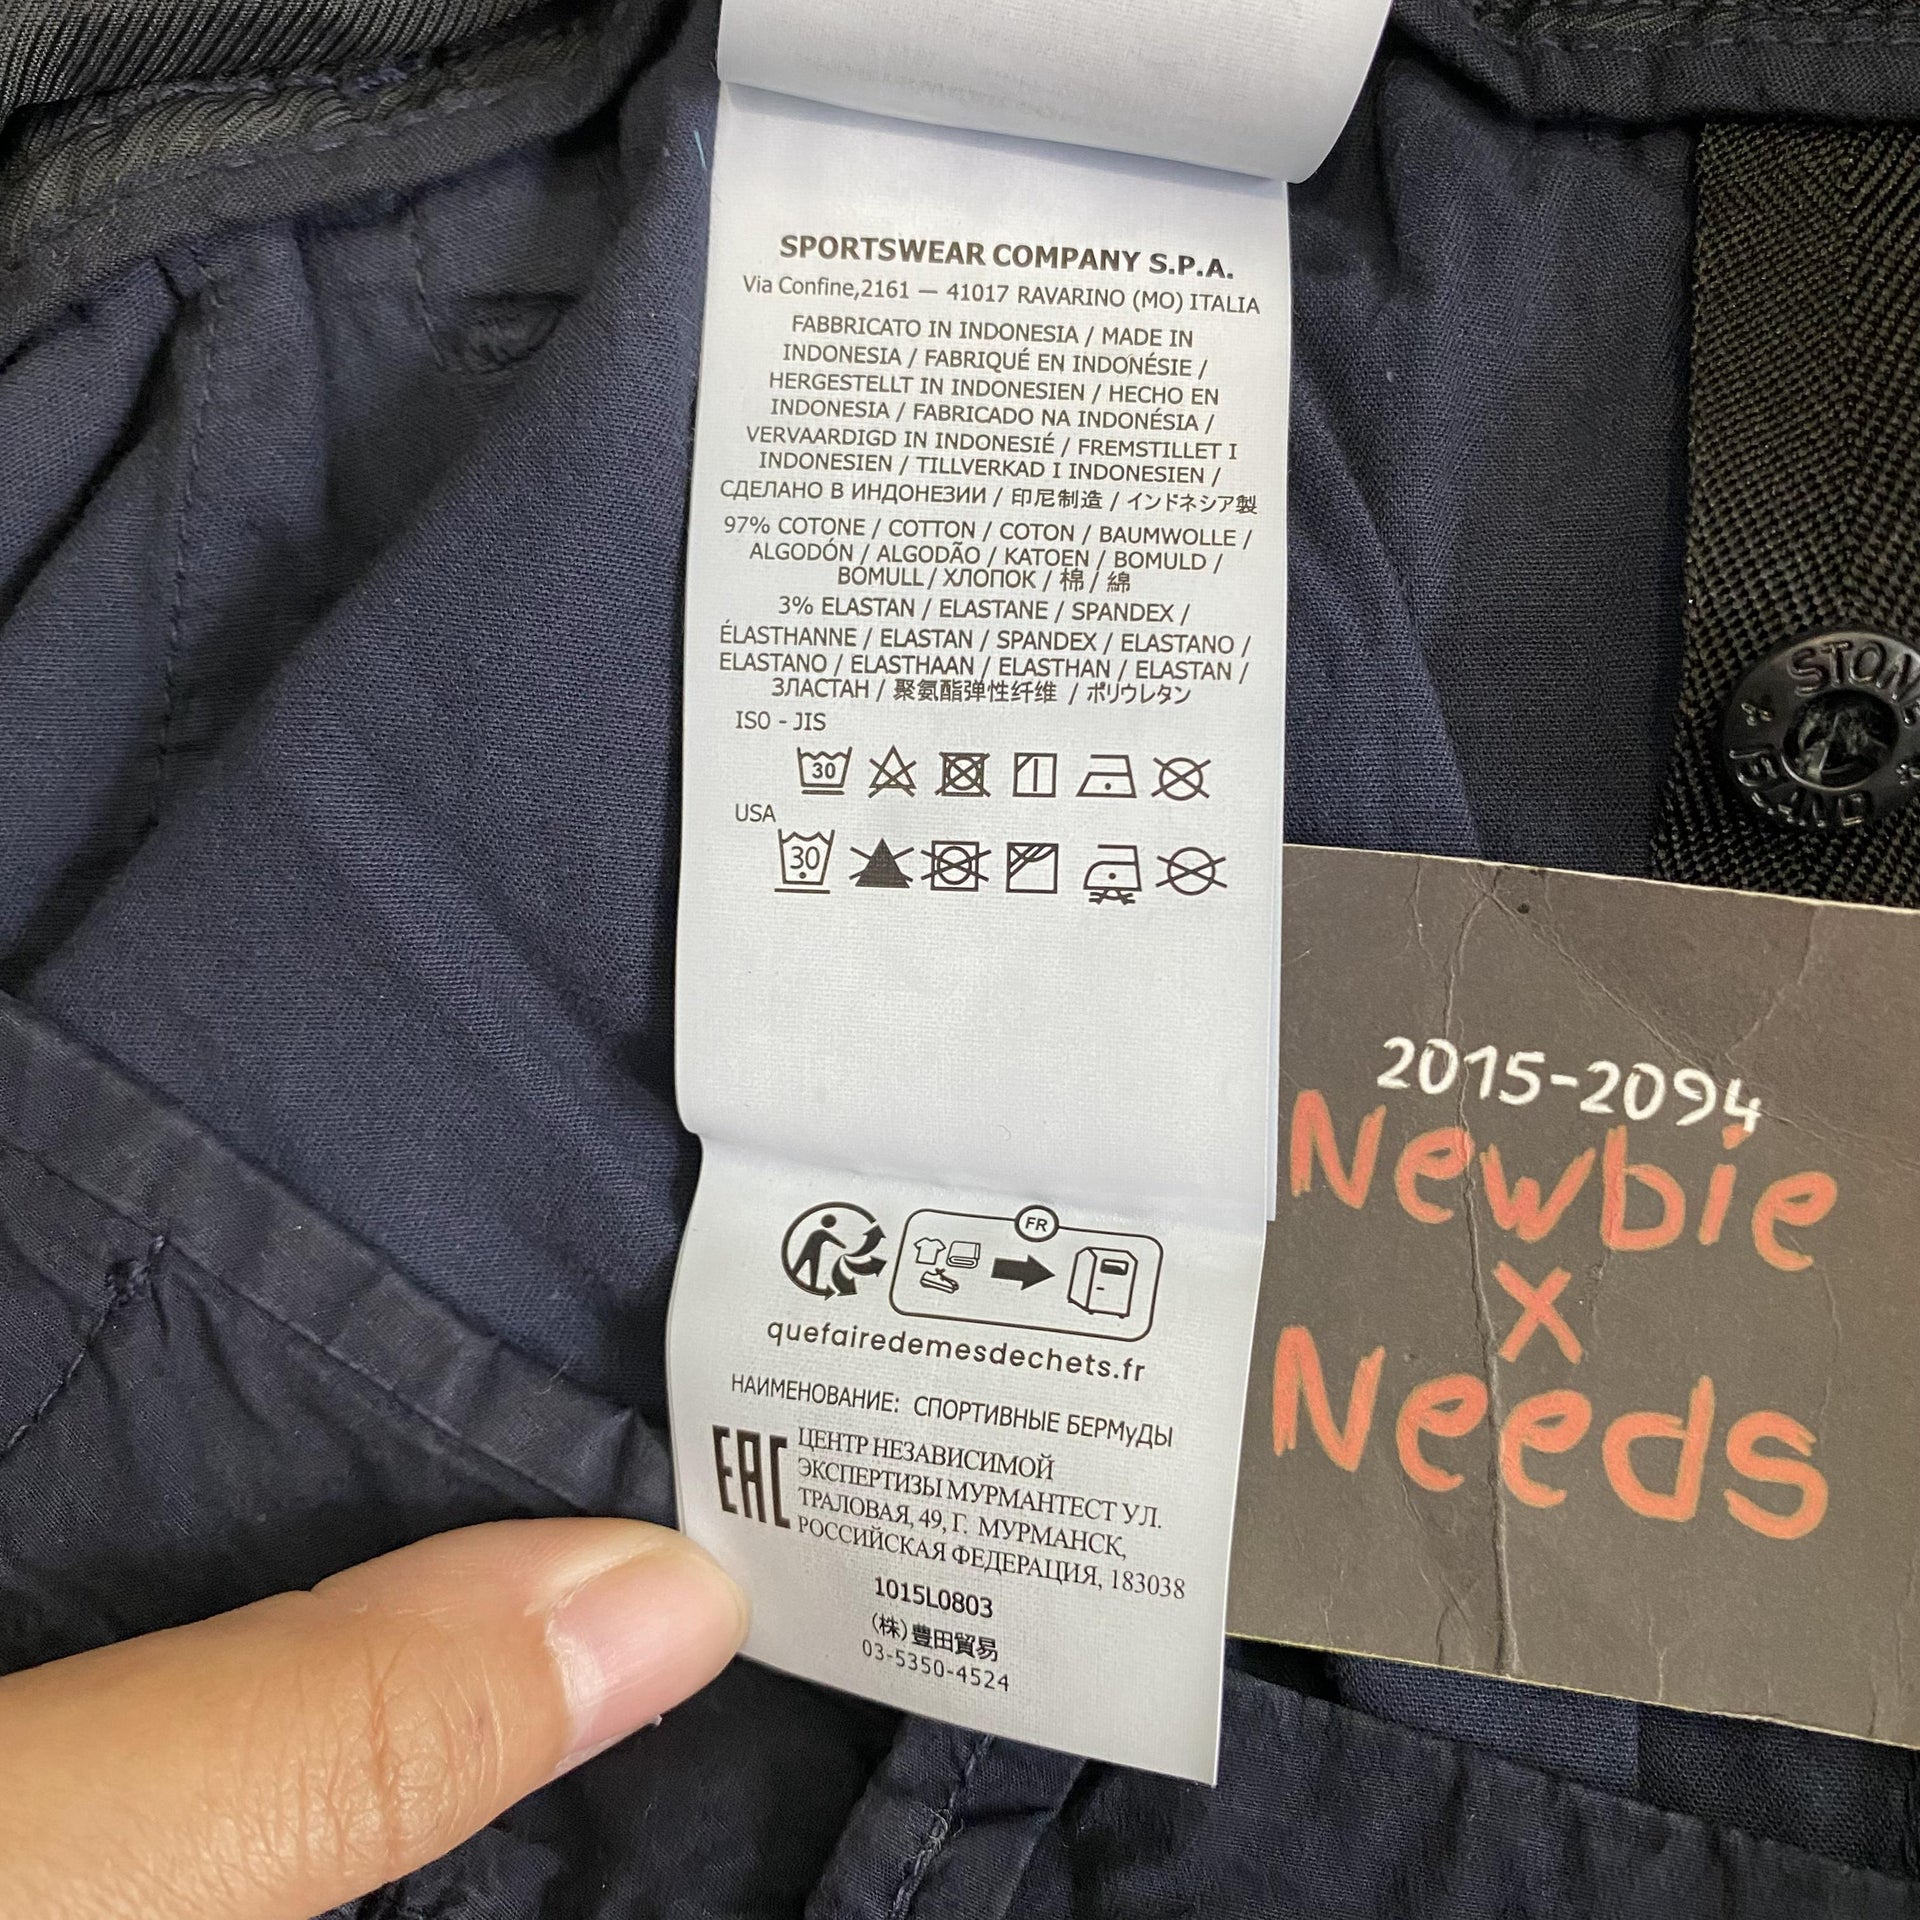 SPORTSWEAR COMPANY S.P.A.
Via Confine,2161 — 41017 RAVARINO (MO) ITALIA
FABBRICATO IN INDONESIA / MADE IN
INDONESIA / FABRIQUÉ EN INDONÉSIE /
HERGESTELLT IN INDONESIEN / HECHO EN
INDONESIA / FABRICADO NA INDONÉSIA /
VERVAARDIGD IN INDONESIÉ / FREMSTILLET I
INDONESIEN / TILLVERKAD I INDONESIEN /
СДЕЛАНО В ИНДОНЕЗИИ / 印尼制造 / インドネシア製
97% COTONE / COTTON / COTON / BAUMWOLLE /
ALGODÓN / ALGODÃO / KATOEN / BOMULD /
BOMULL / ХЛОПОК / 棉 / 綿
3% ELASTAN / ELASTANE / SPANDEX /
ÉLASTHANNE / ELASTAN / SPANDEX / ELASTANO /
ELASTANO / ELASTHAAN / ELASTHAN / ELASTAN /
ЗЛАСТАН / 聚氨酯弹性纤维 / ポリウレタン
ISO - JIS
30
USA
30
FR
quefairedemesdechets.fr
НАИМЕНОВАНИЕ: СПОРТИВНЫЕ БЕРМуДЫ
EAC
ЦЕНТР НЕЗАВИСИМОЙ
ЭКСПЕРТИЗЫ МУРМАНТЕСТ УЛ.
ТРАЛОВАЯ, 49, Г. МУРМАНСК,
РОССИЙСКАЯ ФЕДЕРАЦИЯ, 183038
1015L0803
(株)豊田貿易
03-5350-4524
STONE
ISLAND
2015-2094
Newbie
x
Needs